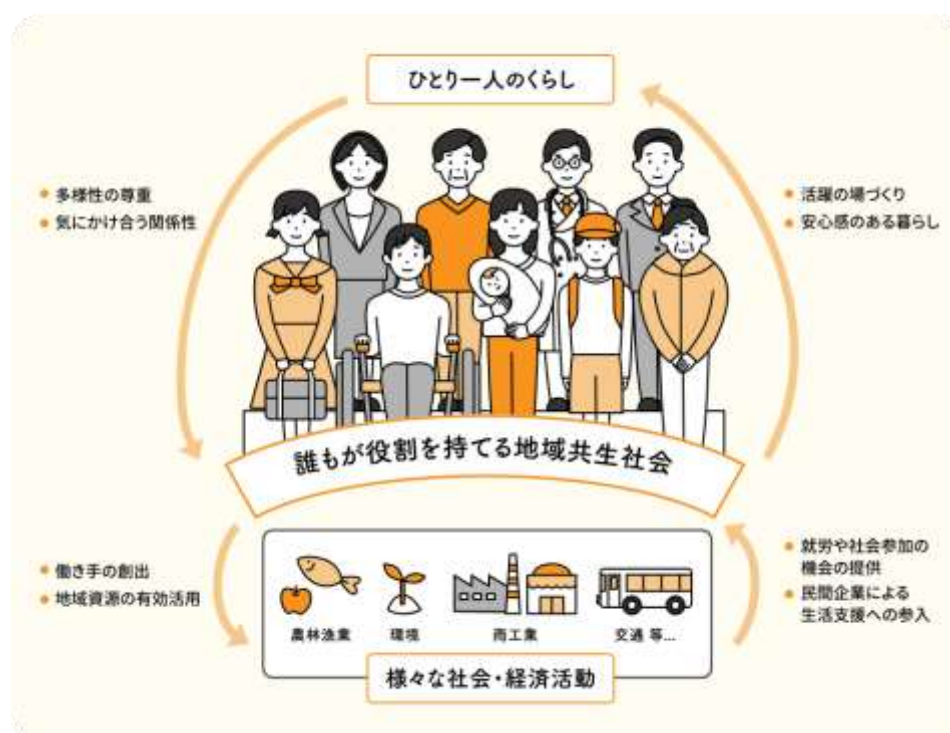 ひとり一人のくらし
多様性の尊重
気にかけ合う関係性
活躍の場づくり
安心感のある暮らし
誰もが役割を持てる地域共生社会
働き手の創出
地域資源の有効活用
就労や社会参加の
機会の提供
民間企業による
生活支援への参入
農林漁業
環境
雨工業
交通 等...
様々な社会・経済活動